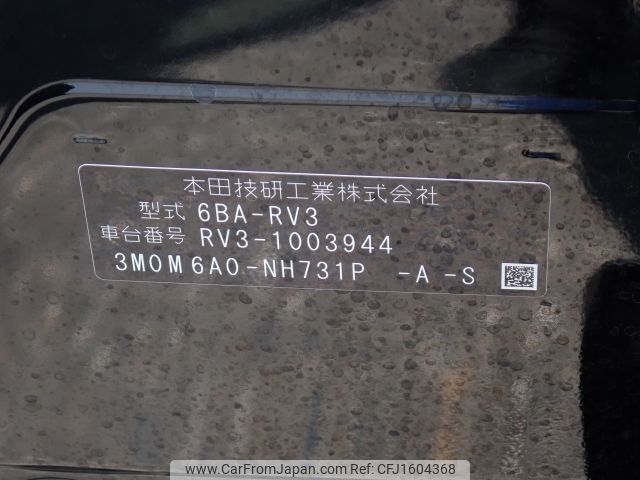 本田技研工業株式会社
型式 6BA-RV3
車台番号 RV3-1003944
3M0M6A0-NH731P -A -S
www.CarFromJapan.com | Ref No. CFJ1604368